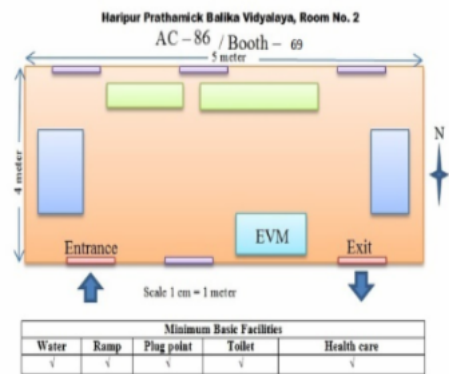 Haripur Prathamick Balika Vidyalaya, Room No. 2
AC – 86 / Booth – 69
5 meter
4 meter
N
EVM
Entrance
Exit
Scale 1 cm = 1 meter
Minimum Basic Facilities
Water Ramp Plug point Toilet Health care
√ √ √ √ √